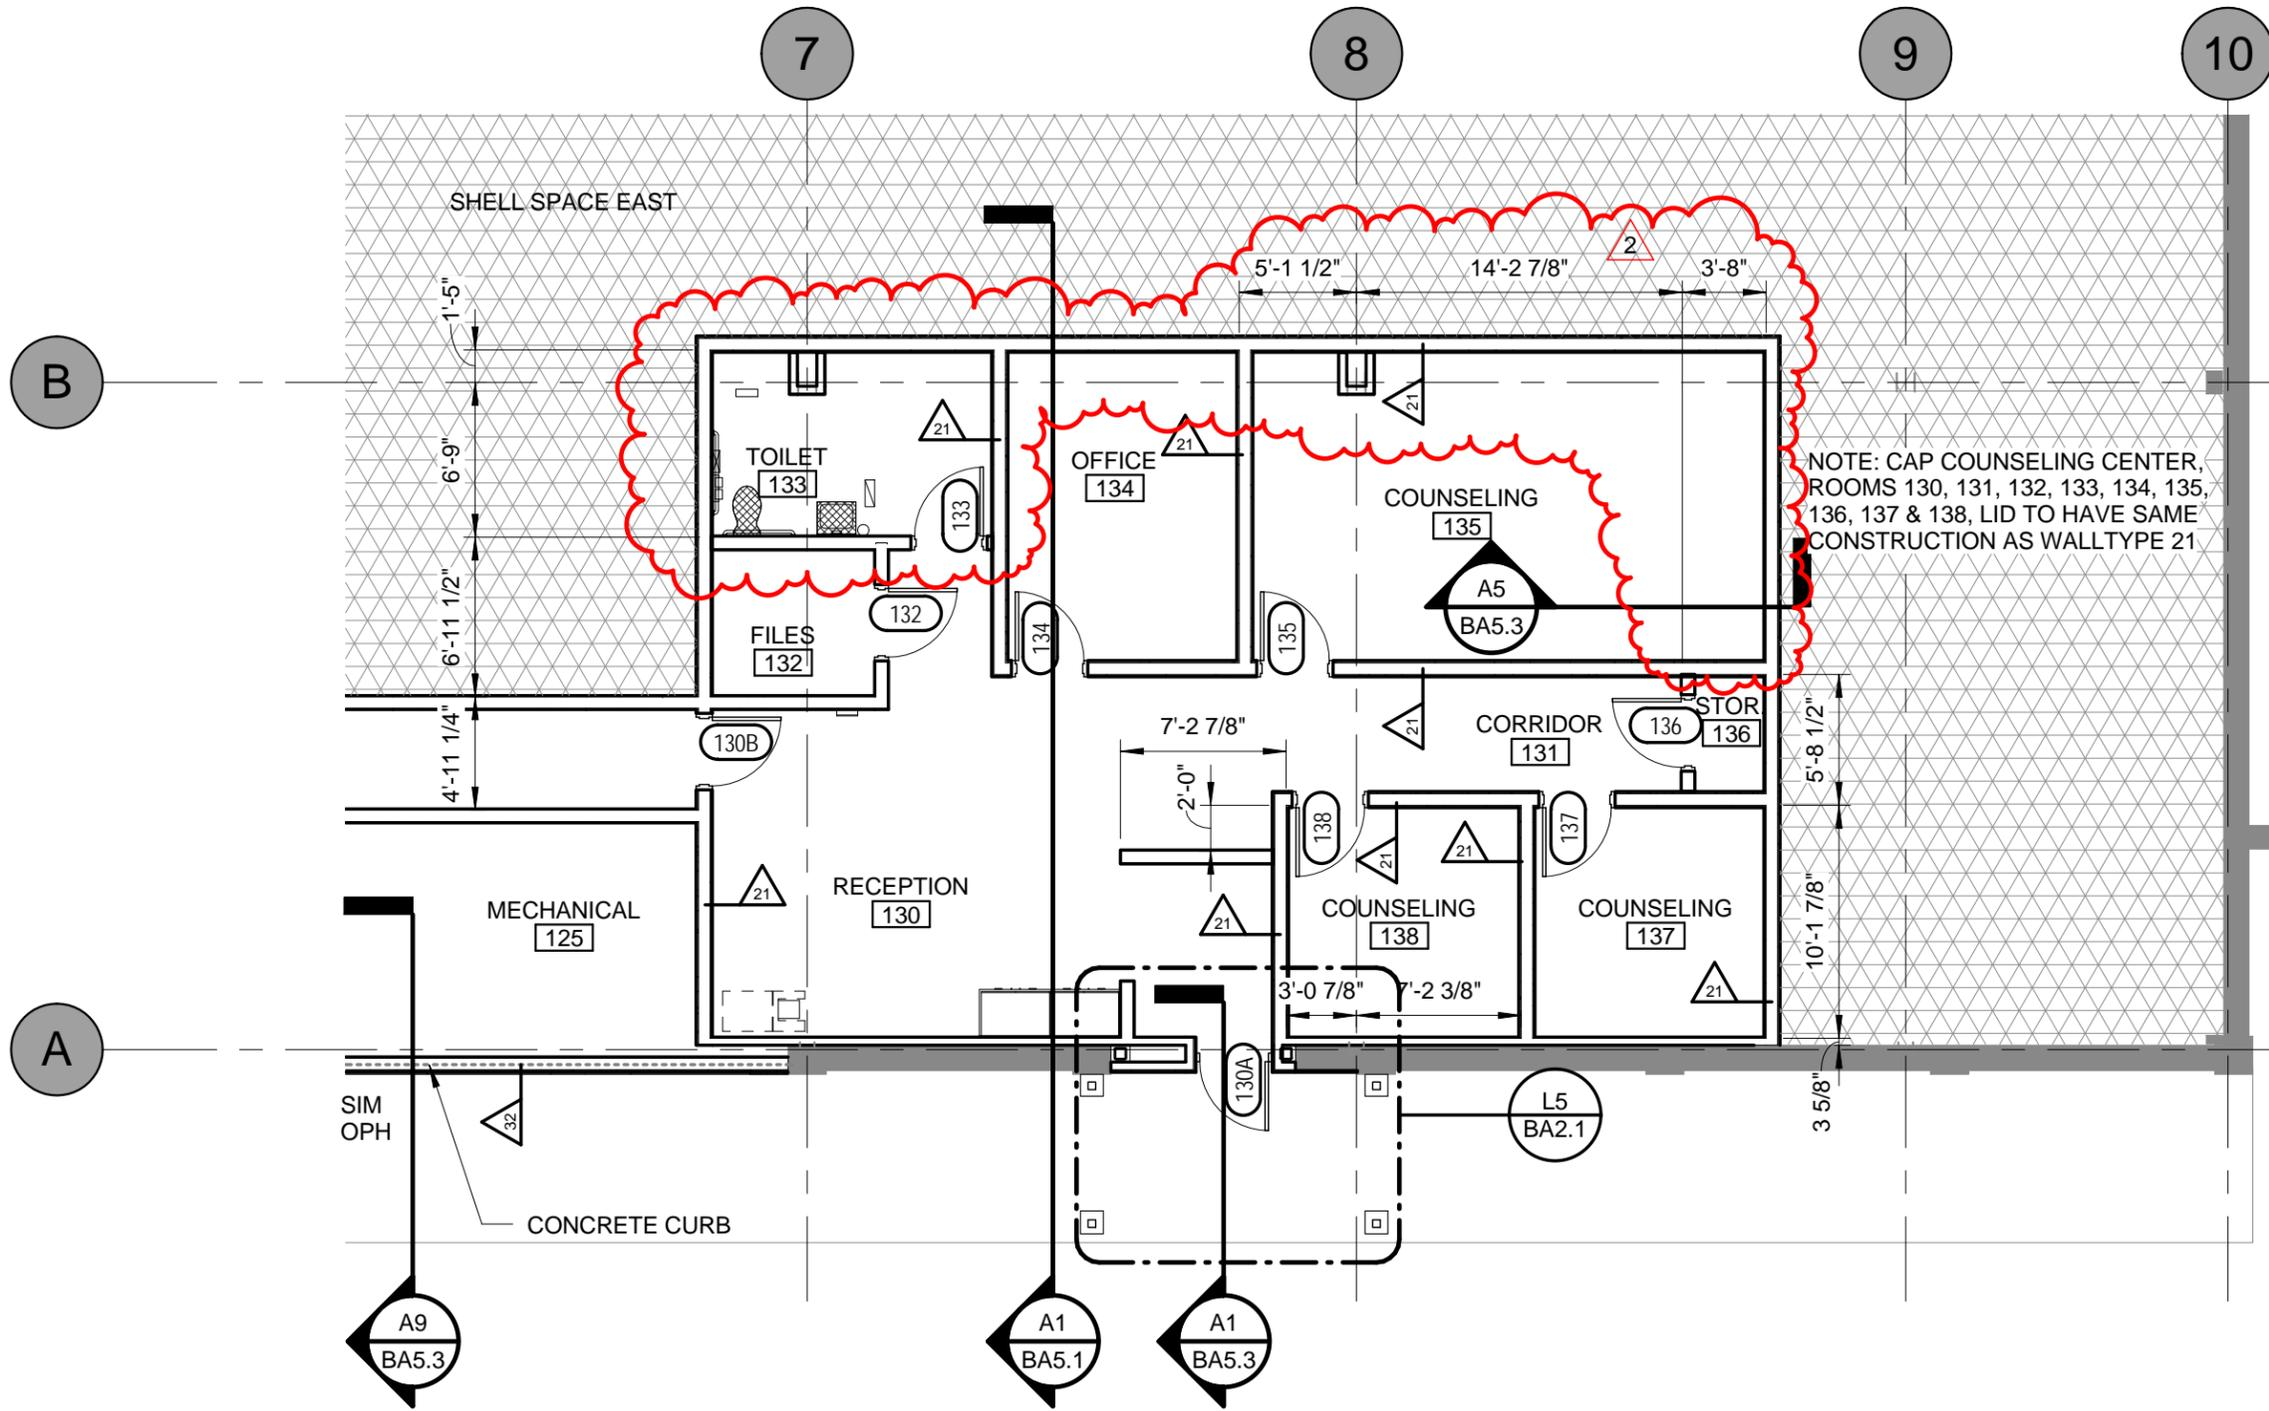 7
8
9
10
SHELL SPACE EAST
2
5'-1 1/2"
14'-2 7/8"
3'-8"
1'-5"
B
21
21
21
6'-9"
TOILET
133
OFFICE
134
COUNSELING
135
NOTE: CAP COUNSELING CENTER,
ROOMS 130, 131, 132, 133, 134, 135,
136, 137 & 138, LID TO HAVE SAME
CONSTRUCTION AS WALLTYPE 21
133
A5
BA5.3
6'-11 1/2"
132
FILES
132
134
135
4'-11 1/4"
130B
7'-2 7/8"
21
CORRIDOR
131
136
STOR
136
5'-8 1/2"
2'-0"
138
137
21
21
21
RECEPTION
130
MECHANICAL
125
21
COUNSELING
138
COUNSELING
137
10'-1 7/8"
21
3'-0 7/8"
7'-2 3/8"
A
130A
3 5/8"
SIM
OPH
32
L5
BA2.1
CONCRETE CURB
A9
BA5.3
A1
BA5.1
A1
BA5.3